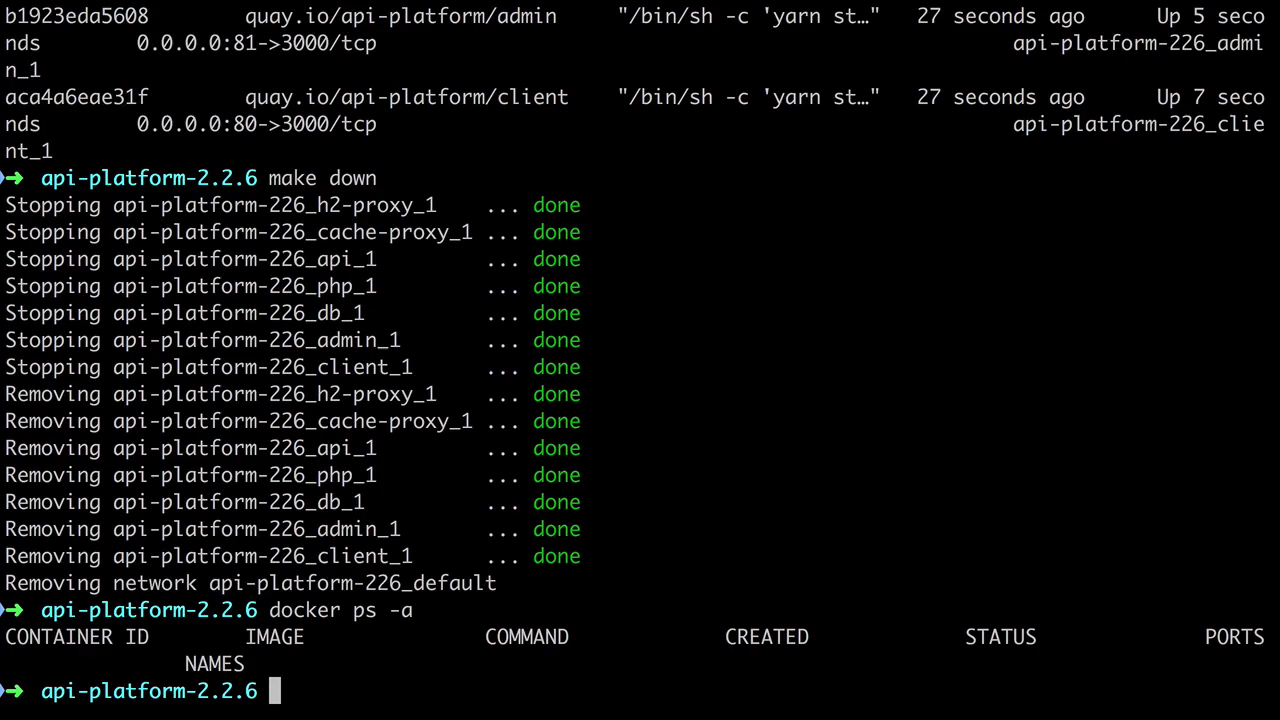 b1923eda5608        quay.io/api-platform/admin     "/bin/sh -c 'yarn st…"   27 seconds ago      Up 5 seco
nds        0.0.0.0:81->3000/tcp                                                     api-platform-226_admi
n_1
aca4a6eae31f        quay.io/api-platform/client    "/bin/sh -c 'yarn st…"   27 seconds ago      Up 7 seco
nds        0.0.0.0:80->3000/tcp                                                     api-platform-226_clie
nt_1
➜  api-platform-2.2.6 make down
Stopping api-platform-226_h2-proxy_1    ... done
Stopping api-platform-226_cache-proxy_1 ... done
Stopping api-platform-226_api_1         ... done
Stopping api-platform-226_php_1         ... done
Stopping api-platform-226_db_1          ... done
Stopping api-platform-226_admin_1       ... done
Stopping api-platform-226_client_1      ... done
Removing api-platform-226_h2-proxy_1    ... done
Removing api-platform-226_cache-proxy_1 ... done
Removing api-platform-226_api_1         ... done
Removing api-platform-226_php_1         ... done
Removing api-platform-226_db_1          ... done
Removing api-platform-226_admin_1       ... done
Removing api-platform-226_client_1      ... done
Removing network api-platform-226_default
➜  api-platform-2.2.6 docker ps -a
CONTAINER ID        IMAGE               COMMAND             CREATED             STATUS              PORTS
               NAMES
➜  api-platform-2.2.6